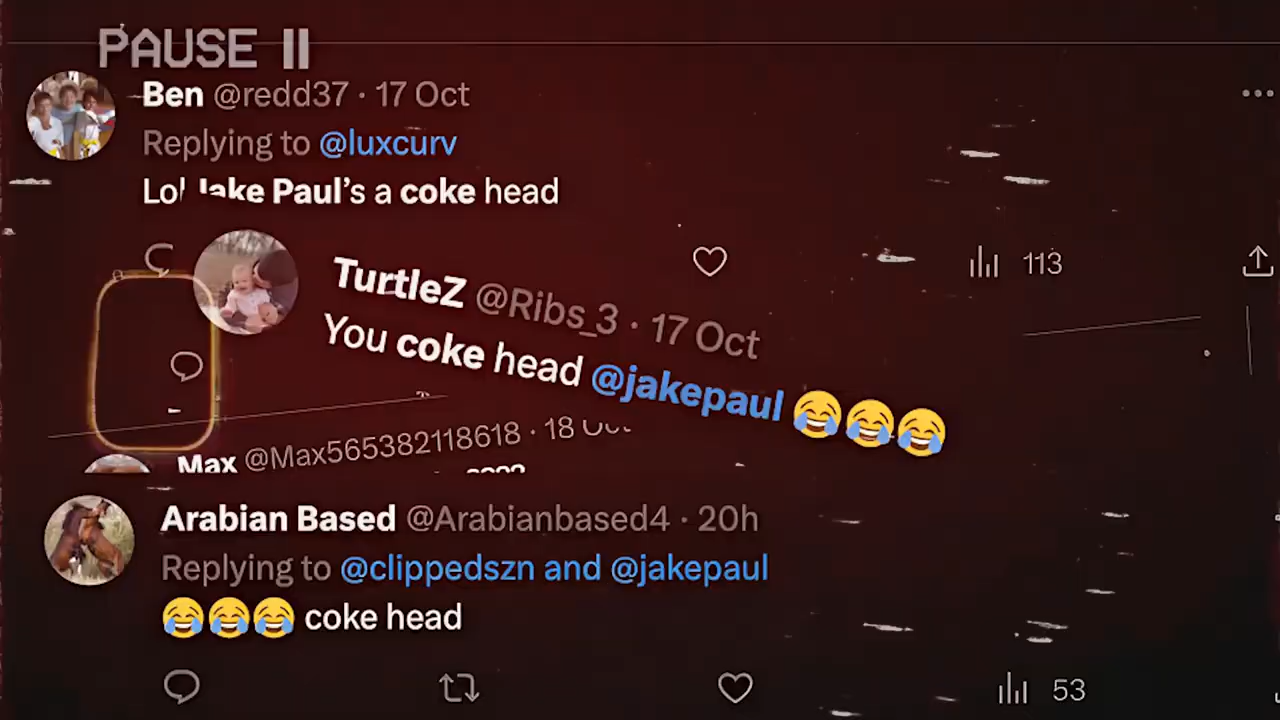 PAUSE
Ben @redd37 · 17 Oct
Replying to @luxcurv
Lol Jake Paul's a coke head
113
TurtleZ @Ribs_3 · 17 Oct
You coke head @jakepaul 😂😂😂
Max @Max565382118618 · 18 Oct
Arabian Based @Arabianbased4 · 20h
Replying to @clippedszn and @jakepaul
😂😂😂 coke head
53